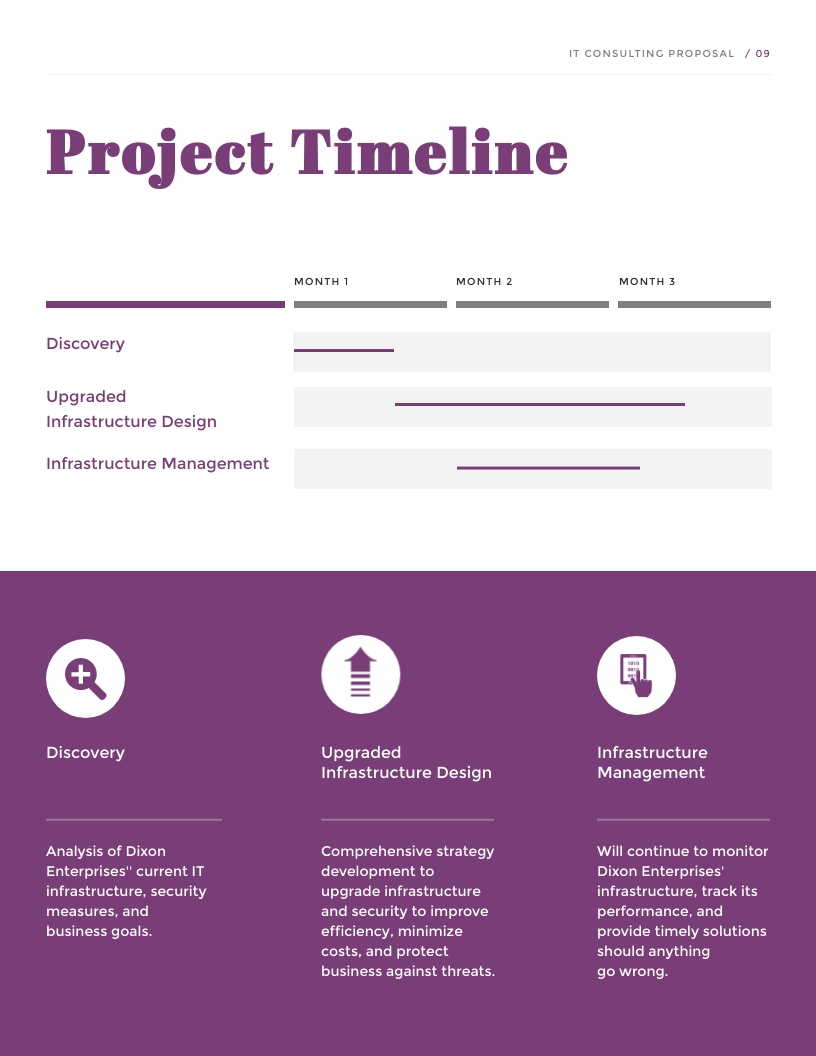 IT CONSULTING PROPOSAL / 09
Project Timeline
MONTH 1 MONTH 2 MONTH 3
Discovery
Upgraded
Infrastructure Design
Infrastructure Management
1010
Discovery
Upgraded
Infrastructure Design
Infrastructure
Management
Analysis of Dixon
Enterprises'' current IT
infrastructure, security
measures, and
business goals.
Comprehensive strategy
development to
upgrade infrastructure
and security to improve
efficiency, minimize
costs, and protect
business against threats.
Will continue to monitor
Dixon Enterprises'
infrastructure, track its
performance, and
provide timely solutions
should anything
go wrong.